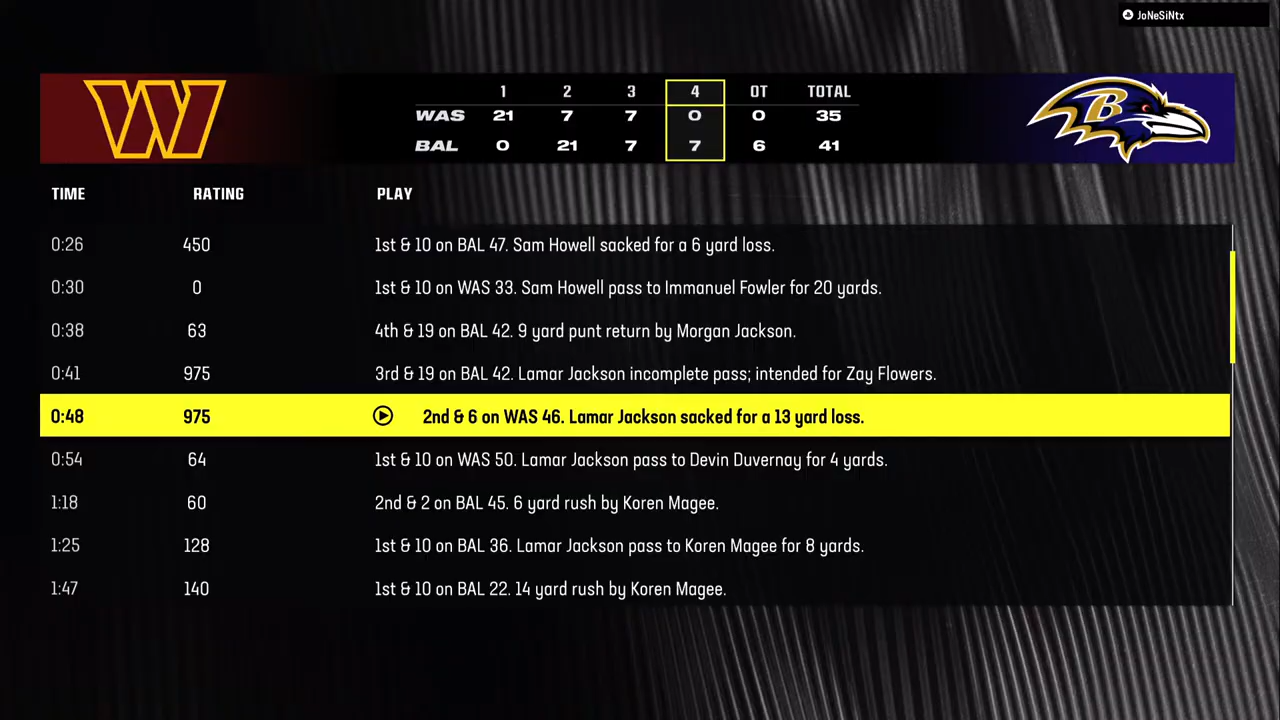 JoNeSiNtx
1 2 3 4 OT TOTAL
WAS 21 7 7 0 0 35
BAL 0 21 7 7 6 41
TIME RATING PLAY
0:26 450 1st & 10 on BAL 47. Sam Howell sacked for a 6 yard loss.
0:30 0 1st & 10 on WAS 33. Sam Howell pass to Immanuel Fowler for 20 yards.
0:38 63 4th & 19 on BAL 42. 9 yard punt return by Morgan Jackson.
0:41 975 3rd & 19 on BAL 42. Lamar Jackson incomplete pass; intended for Zay Flowers.
0:48 975 2nd & 6 on WAS 46. Lamar Jackson sacked for a 13 yard loss.
0:54 64 1st & 10 on WAS 50. Lamar Jackson pass to Devin Duvernay for 4 yards.
1:18 60 2nd & 2 on BAL 45. 6 yard rush by Koren Magee.
1:25 128 1st & 10 on BAL 36. Lamar Jackson pass to Koren Magee for 8 yards.
1:47 140 1st & 10 on BAL 22. 14 yard rush by Koren Magee.